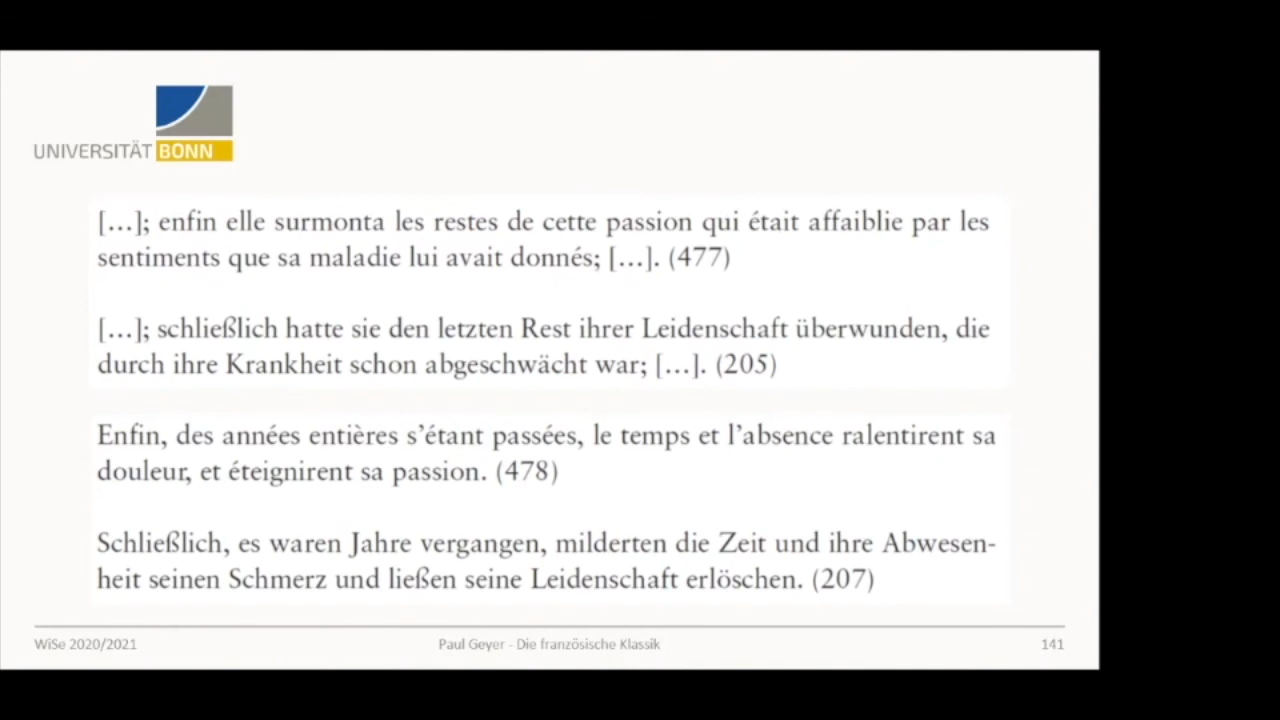 UNIVERSITÄT BONN
[…]; enfin elle surmonta les restes de cette passion qui était affaiblie par les
sentiments que sa maladie lui avait donnés; […]. (477)
[…]; schließlich hatte sie den letzten Rest ihrer Leidenschaft überwunden, die
durch ihre Krankheit schon abgeschwächt war; […]. (205)
Enfin, des années entières s’étant passées, le temps et l’absence ralentirent sa
douleur, et éteignirent sa passion. (478)
Schließlich, es waren Jahre vergangen, milderten die Zeit und ihre Abwesen-
heit seinen Schmerz und ließen seine Leidenschaft erlöschen. (207)
WiSe 2020/2021 Paul Geyer - Die französische Klassik 141